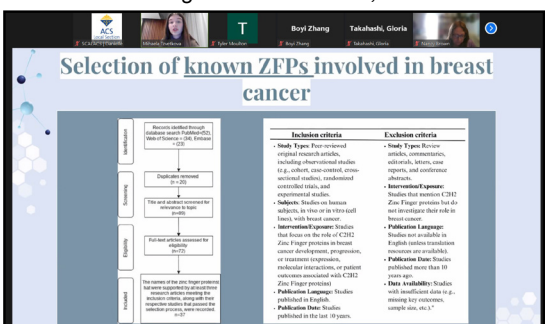 ACS
Local Section
T
Boyi Zhang
Takahashi, Gloria
Tyler Moulton
Boyi Zhang
Takahashi, Gloria
Selection of known ZFPs involved in breast
cancer
Identification
Records identified through
database search PubMed=(52),
Web of Science = (34), Embase
= (23)
Screening
Duplicates removed
(n = 20)
Title and abstract screened for
relevance to topic
(n=89)
Eligibility
Full-text articles assessed for
eligibility
(n=72)
Included
The names of the zinc finger proteins
that were supported by at least three
research articles meeting the
inclusion criteria, along with their
respective studies that passed the
selection process, were recorded.
Inclusion criteria
• Study Types: Peer-reviewed
original research articles,
including observational studies
(e.g., cohort, case-control, cross-
sectional studies), randomized
controlled trials, and
experimental studies.
• Subjects: Studies on human
subjects, in vivo or in vitro (cell
lines), with breast cancer.
• Intervention/Exposure: Studies
that focus on the role of C2H2
Zinc Finger proteins in breast
cancer development, progression,
or treatment (expression,
molecular interactions, or patient
outcomes associated with C2H2
Zinc Finger proteins)
• Publication Language: Studies
published in English.
• Publication Date: Studies
published in the last 10 years.
Exclusion criteria
• Study Types: Review
articles, commentaries,
editorials, letters, case
reports, and conference
abstracts.
• Intervention/Exposure:
Studies that mention C2H2
Zinc Finger proteins but do
not investigate their role in
breast cancer.
• Publication Language:
Studies not available in
English (unless translation
resources are available).
• Publication Date: Studies
published more than 10
years ago.
• Data Availability: Studies
with insufficient data (e.g.,
missing key outcomes,
sample size, etc.).